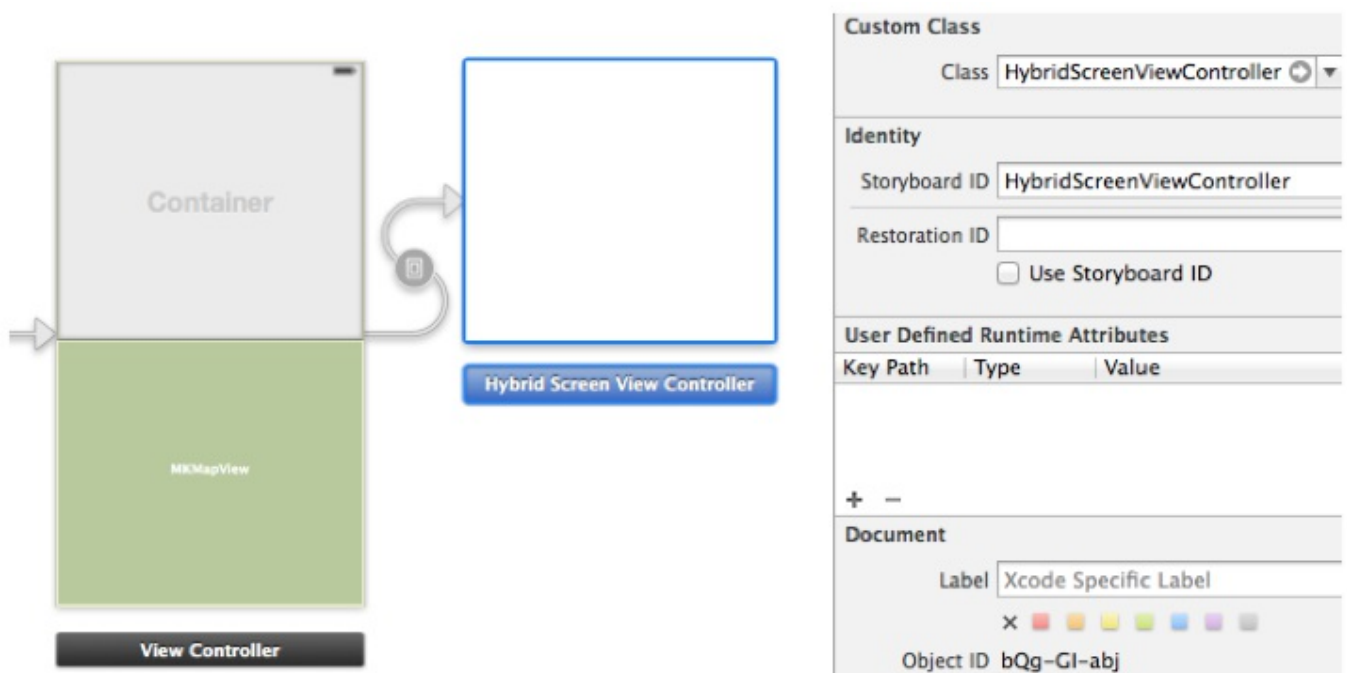 Container
MKMapView
View Controller
Hybrid Screen View Controller
Custom Class
Class HybridScreenViewController
Identity
Storyboard ID HybridScreenViewController
Restoration ID
Use Storyboard ID
User Defined Runtime Attributes
Key Path Type Value
+ −
Document
Label Xcode Specific Label
Object ID bQg-GI-abj